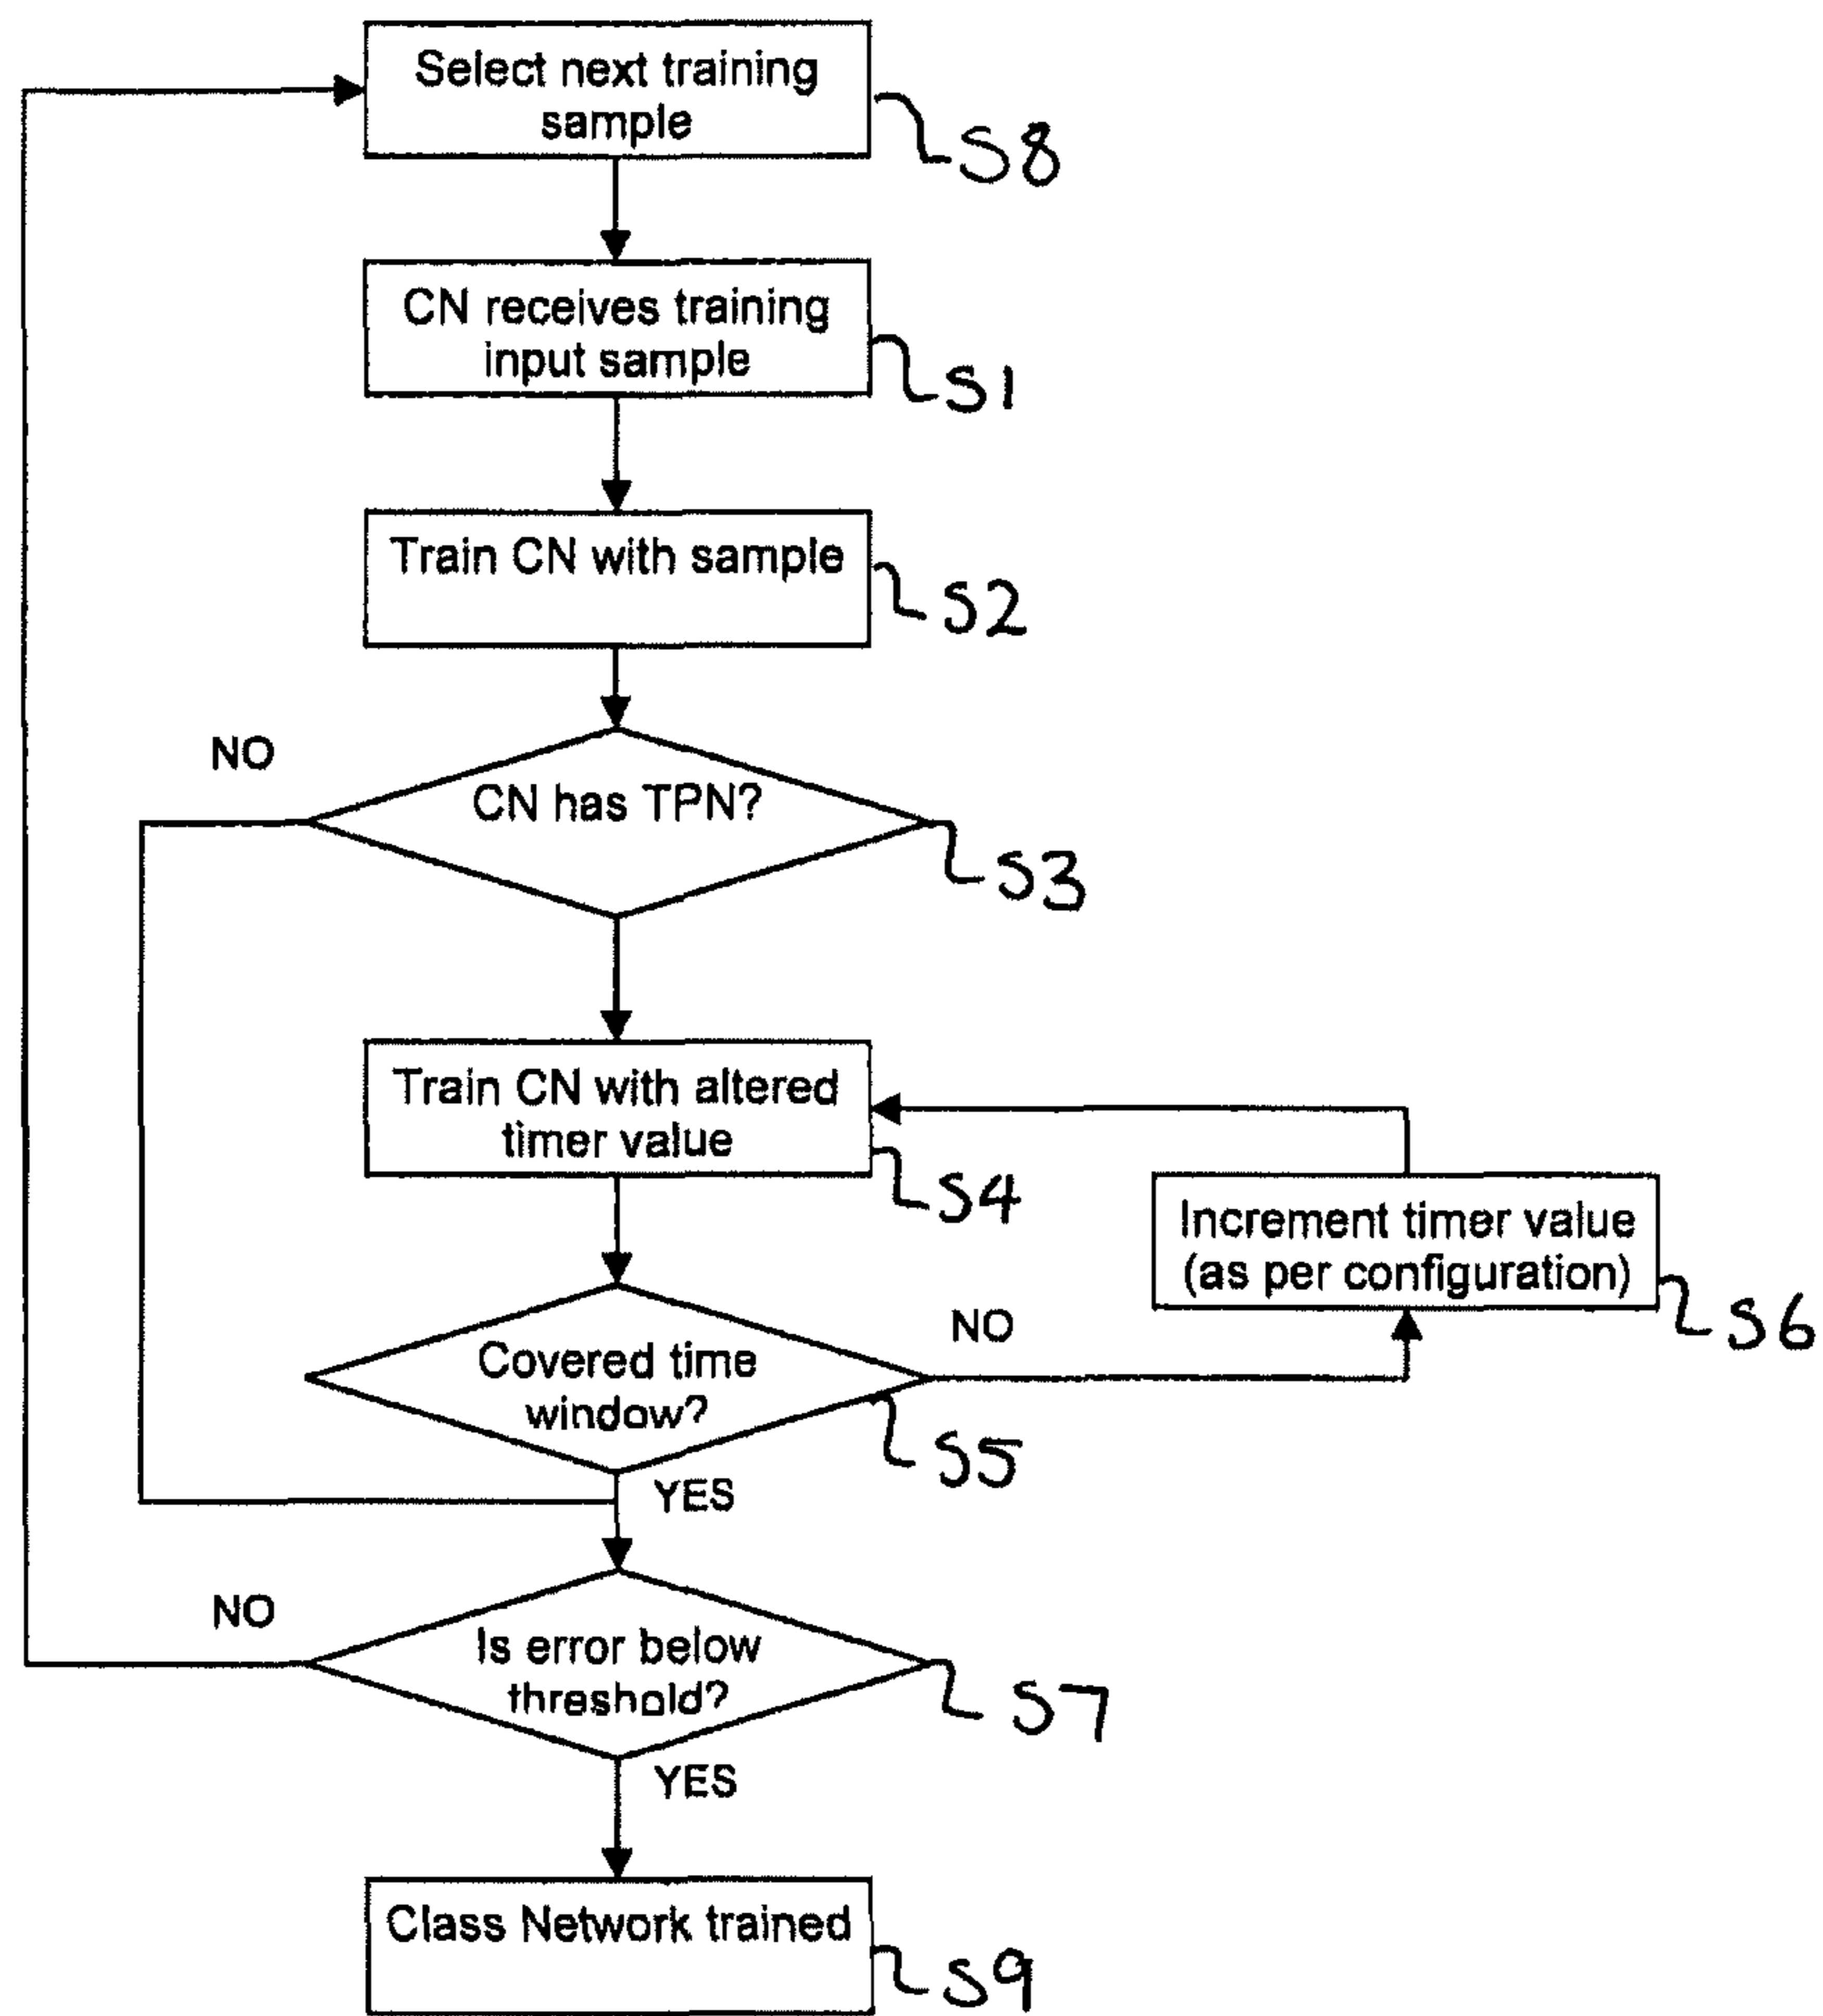 Select next training
sample
S8
CN receives training
input sample
S1
Train CN with sample
S2
NO
CN has TPN?
S3
Train CN with altered
timer value
S4
Increment timer value
(as per configuration)
S6
NO
Covered time
window?
S5
YES
NO
Is error below
threshold?
S7
YES
Class Network trained
S9